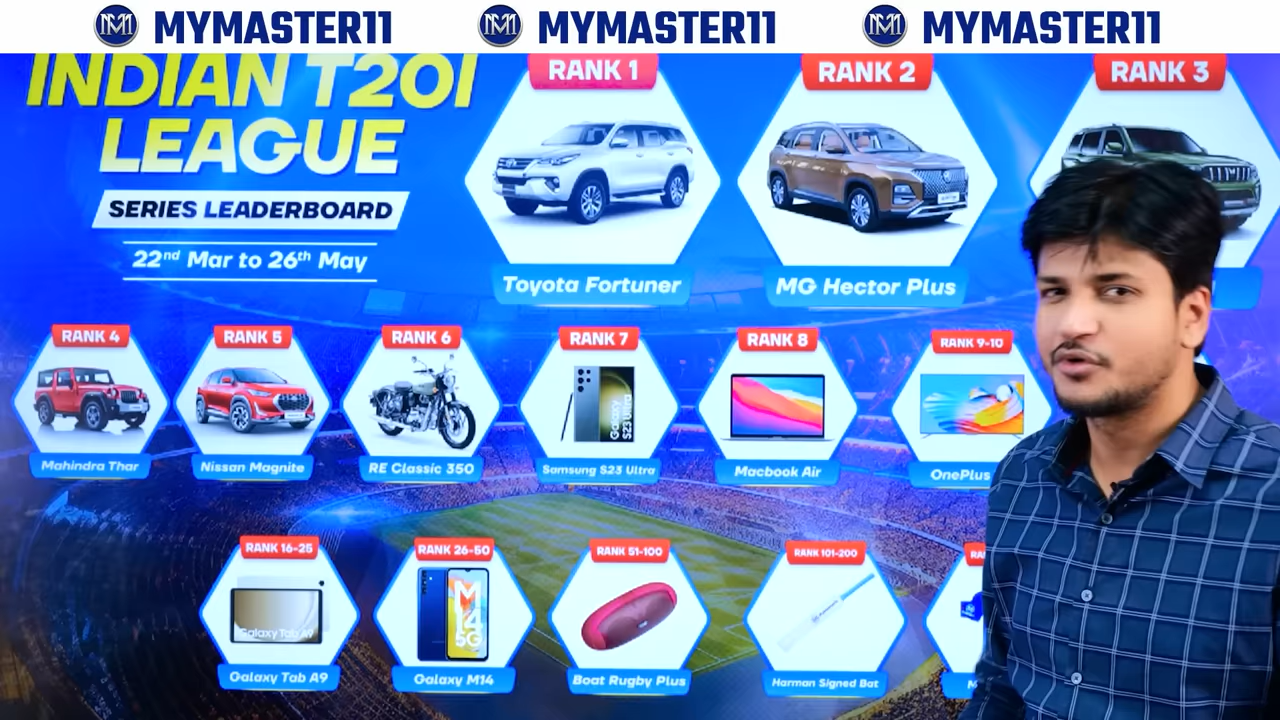 MYMASTER11 MYMASTER11 MYMASTER11
INDIAN T20I
LEAGUE
SERIES LEADERBOARD
22nd Mar to 26th May
RANK 1
Toyota Fortuner
RANK 2
MG Hector Plus
RANK 3
RANK 4
Mahindra Thar
RANK 5
Nissan Magnite
RANK 6
RE Classic 350
RANK 7
Galaxy
S23 Ultra
Samsung S23 Ultra
RANK 8
Macbook Air
RANK 9-10
OnePlus
RANK 16-25
Galaxy Tab A9
Galaxy Tab A9
RANK 26-50
M
14
5G
Galaxy M14
RANK 51-100
Boat Rugby Plus
RANK 101-200
Harman Signed Bat